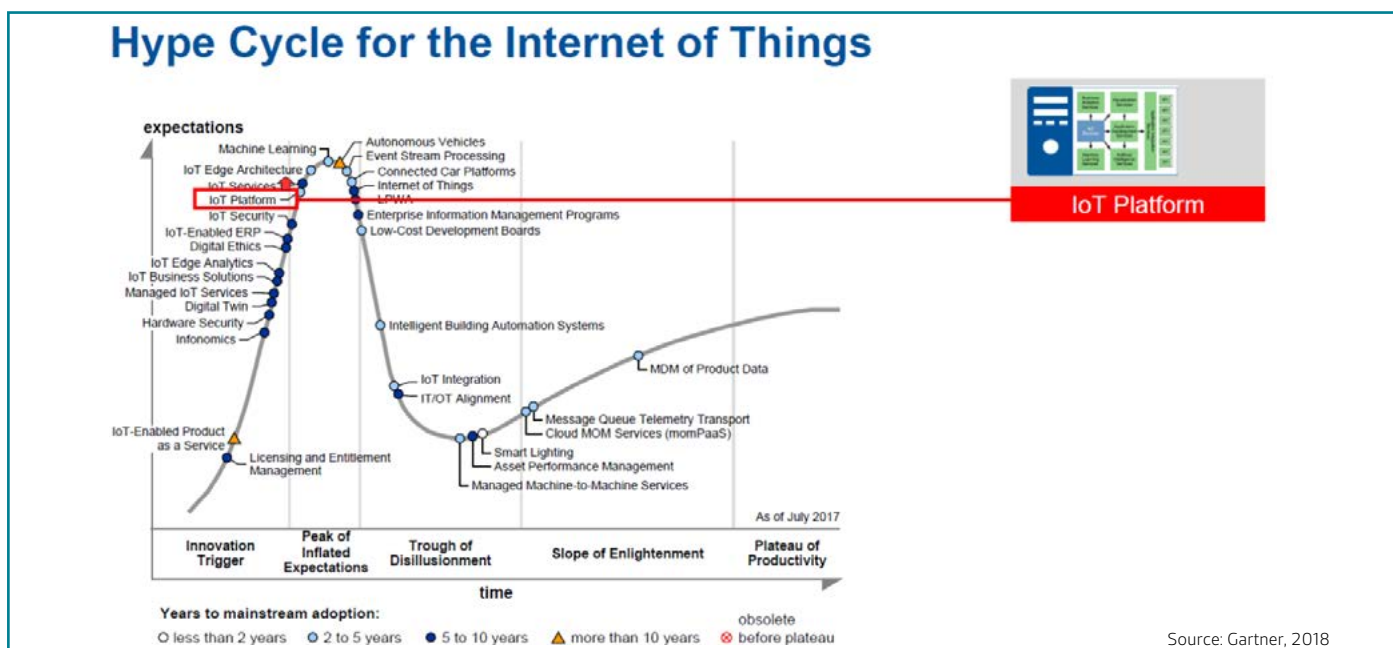 Hype Cycle for the Internet of Things
IoT Platform
expectations
Machine Learning
Autonomous Vehicles
Event Stream Processing
IoT Edge Architecture
Connected Car Platforms
IoT Services
Internet of Things
IoT Platform
LPWA
IoT Security
Enterprise Information Management Programs
IoT-Enabled ERP
Low-Cost Development Boards
Digital Ethics
IoT Edge Analytics
IoT Business Solutions
Managed IoT Services
Digital Twin
Hardware Security
Infonomics
Intelligent Building Automation Systems
MDM of Product Data
IoT Integration
IT/OT Alignment
Message Queue Telemetry Transport
Cloud MOM Services (momPaaS)
IoT-Enabled Product
as a Service
Smart Lighting
Licensing and Entitlement
Management
Asset Performance Management
Managed Machine-to-Machine Services
As of July 2017
Innovation
Trigger
Peak of
Inflated
Expectations
Trough of
Disillusionment
Slope of Enlightenment
Plateau of
Productivity
time
Years to mainstream adoption:
less than 2 years
2 to 5 years
5 to 10 years
more than 10 years
obsolete
before plateau
Source: Gartner, 2018